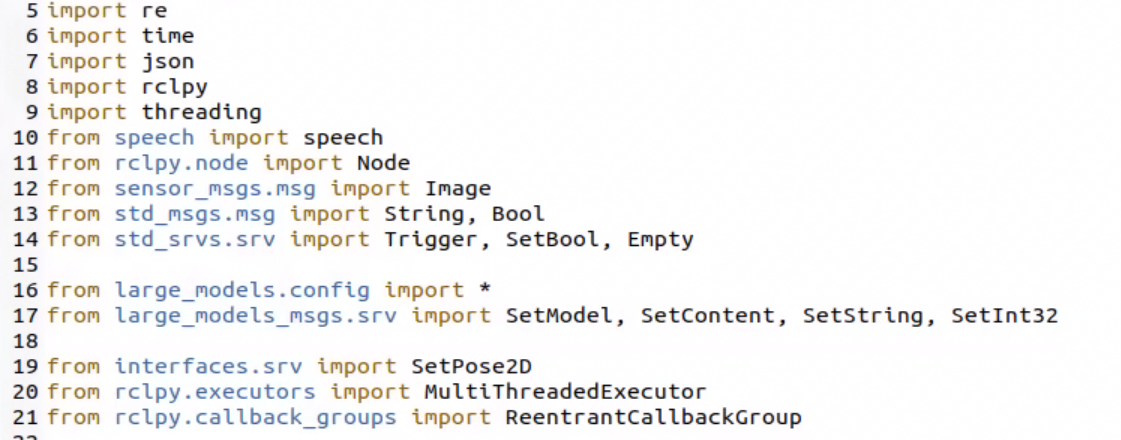 5 import re
6 import time
7 import json
8 import rclpy
9 import threading
10 from speech import speech
11 from rclpy.node import Node
12 from sensor_msgs.msg import Image
13 from std_msgs.msg import String, Bool
14 from std_srvs.srv import Trigger, SetBool, Empty
15
16 from large_models.config import *
17 from large_models_msgs.srv import SetModel, SetContent, SetString, SetInt32
18
19 from interfaces.srv import SetPose2D
20 from rclpy.executors import MultiThreadedExecutor
21 from rclpy.callback_groups import ReentrantCallbackGroup